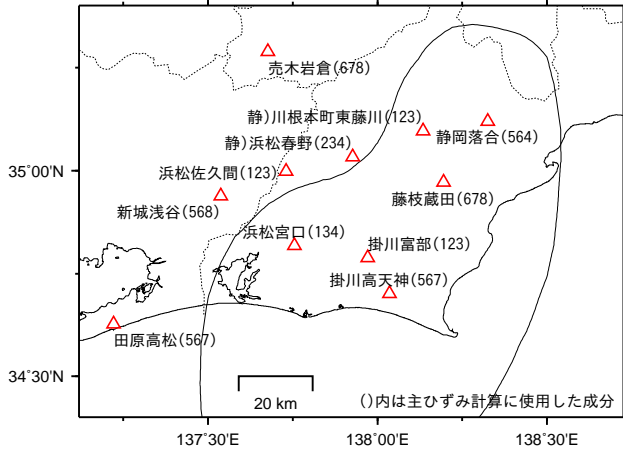 売木岩倉(678)
静)川根本町東藤川(123)
静岡落合(564)
静)浜松春野(234)
浜松佐久間(123)
35˚00'N
藤枝蔵田(678)
新城浅谷(568)
浜松宮口(134)
掛川富部(123)
掛川高天神(567)
田原高松(567)
34˚30'N
20 km
()内は主ひずみ計算に使用した成分
137˚30'E
138˚00'E
138˚30'E